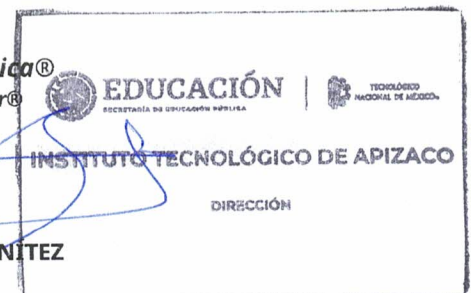 ica®
r®
EDUCACIÓN
SECRETARÍA DE EDUCACIÓN PÚBLICA
TECNOLÓGICO
NACIONAL DE MÉXICO®
INSTITUTO TECNOLÓGICO DE APIZACO
DIRECCIÓN
NITEZ